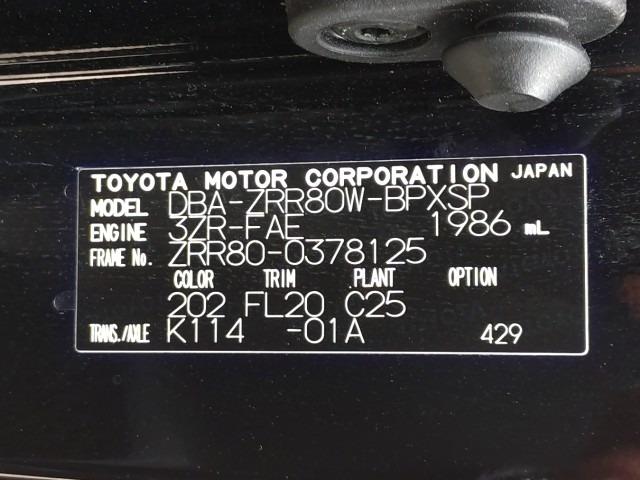 TOYOTA MOTOR CORPORATION JAPAN
MODEL DBA-ZRR80W-BPXSP
ENGINE 3ZR-FAE 1986 mL
FRAME No. ZRR80-0378125
COLOR TRIM PLANT OPTION
202 FL20 C25
TRANS./AXLE K114 -01A 429